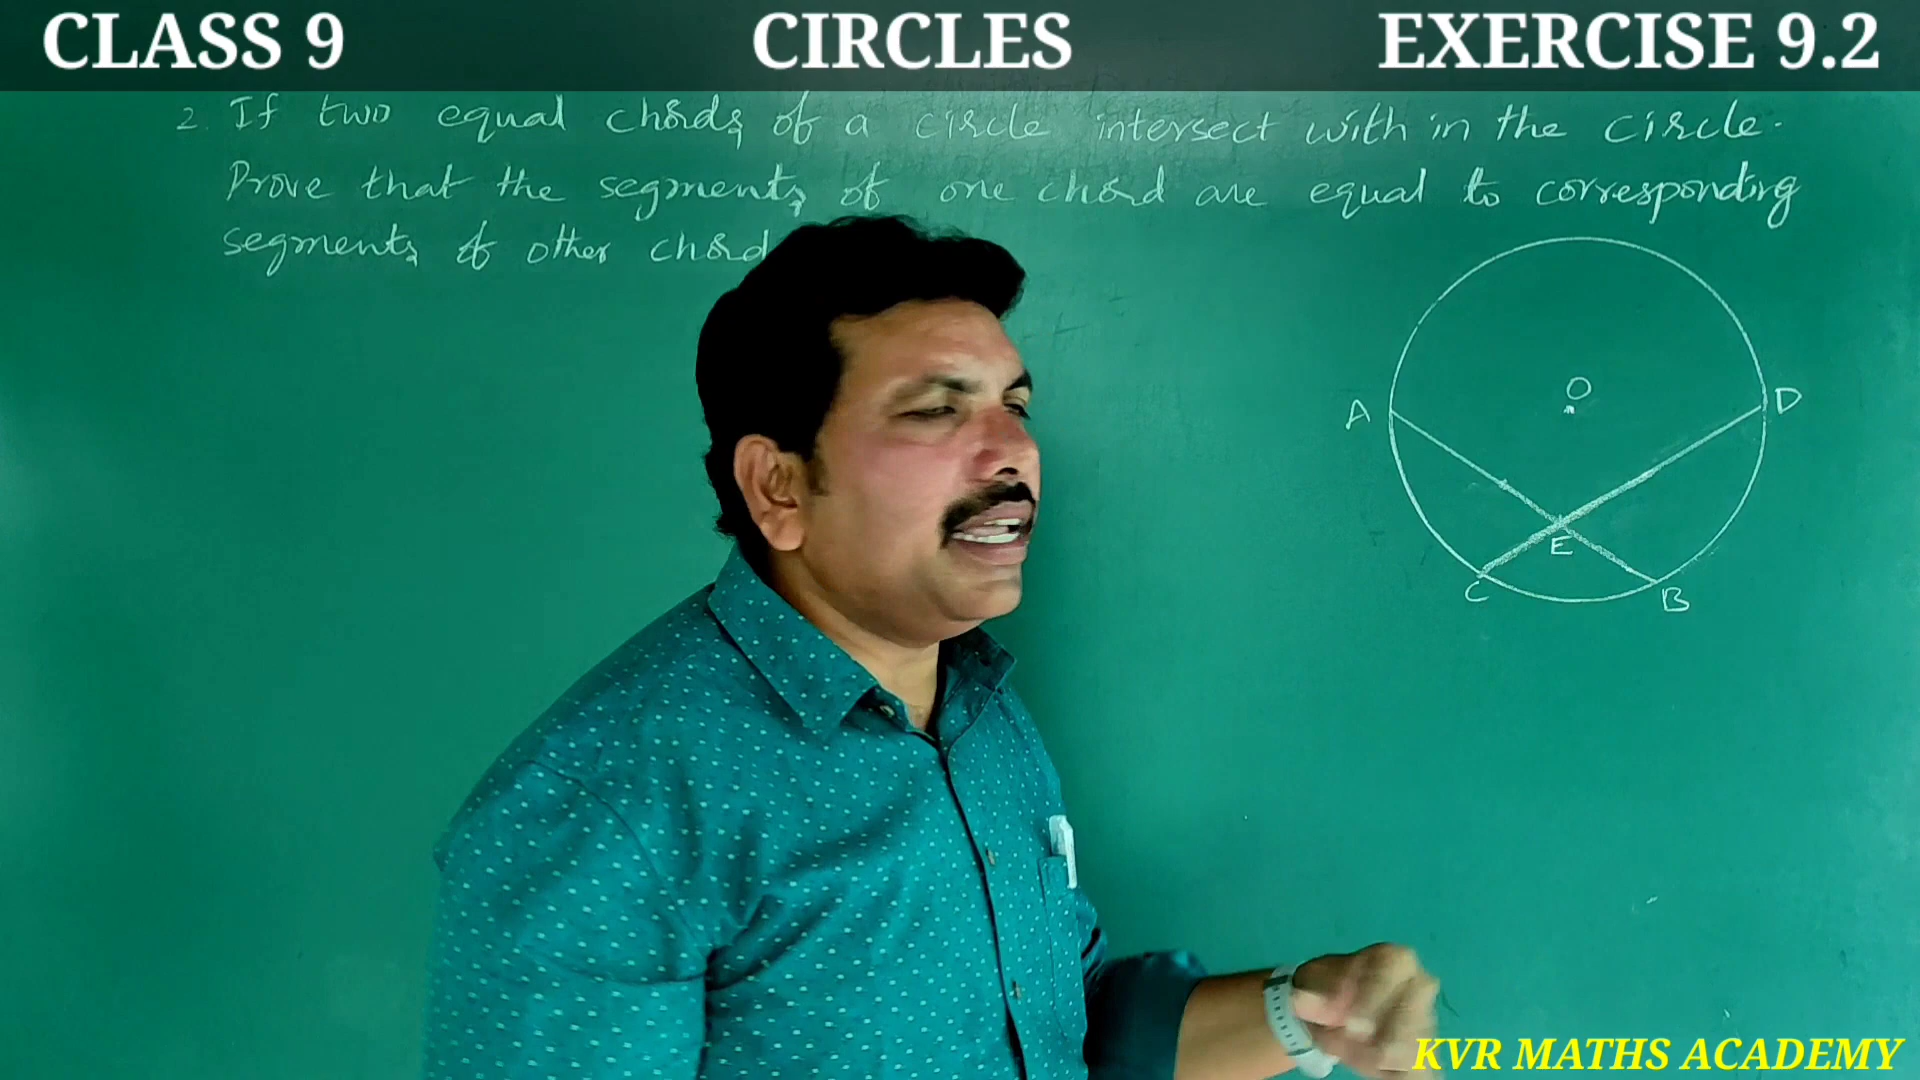 CLASS 9 CIRCLES EXERCISE 9.2
2. If two equal chords of a circle intersect with in the circle.
Prove that the segments of one chord are equal to corresponding
segments of other chord
O
A D
E
C B
KVR MATHS ACADEMY